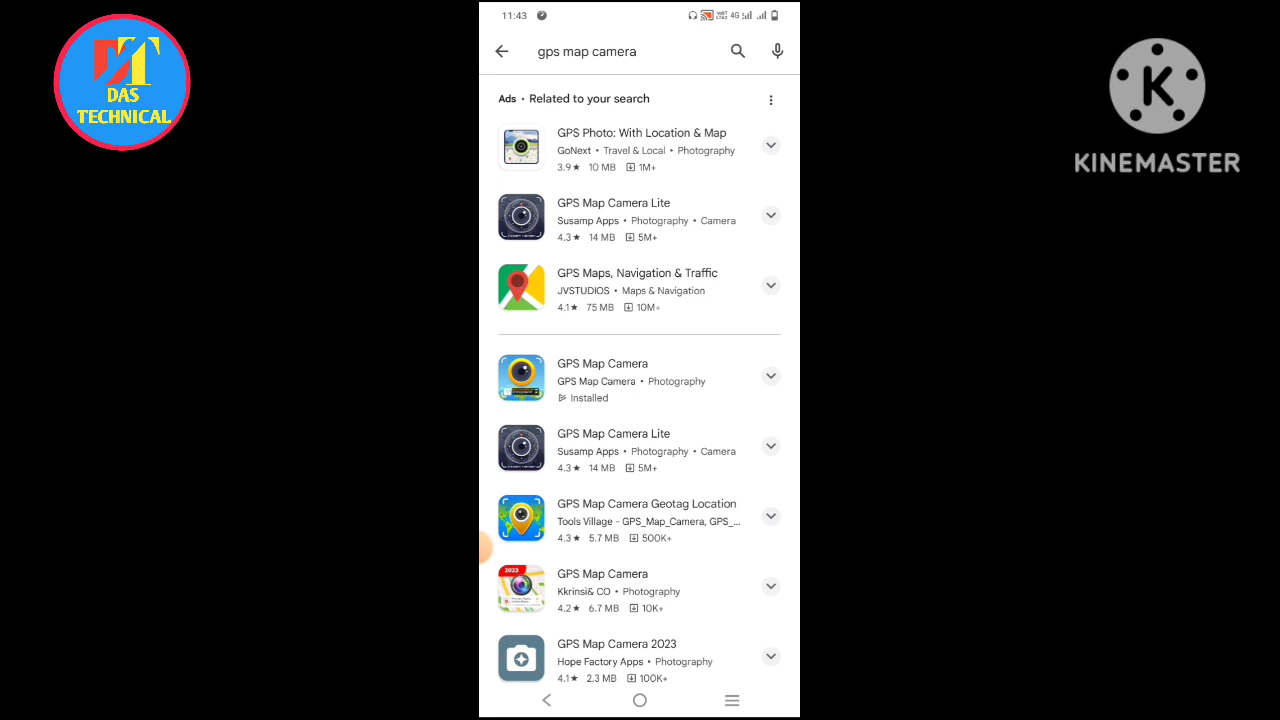 DAS
TECHNICAL
KINEMASTER
11:43
4G
gps map camera
Ads • Related to your search
GPS Photo: With Location & Map
GoNext • Travel & Local • Photography
3.9★ 10 MB 1M+
GPS Map Camera Lite
Susamp Apps • Photography • Camera
4.3★ 14 MB 5M+
GPS Maps, Navigation & Traffic
JVSTUDIOS • Maps & Navigation
4.1★ 75 MB 10M+
GPS Map Camera
GPS Map Camera • Photography
Installed
GPS Map Camera Lite
Susamp Apps • Photography • Camera
4.3★ 14 MB 5M+
GPS Map Camera Geotag Location
Tools Village - GPS_Map_Camera, GPS_...
4.3★ 5.7 MB 500K+
2023
GPS Map Camera
Kkrinsi& CO • Photography
4.2★ 6.7 MB 10K+
GPS Map Camera 2023
Hope Factory Apps • Photography
4.1★ 2.3 MB 100K+